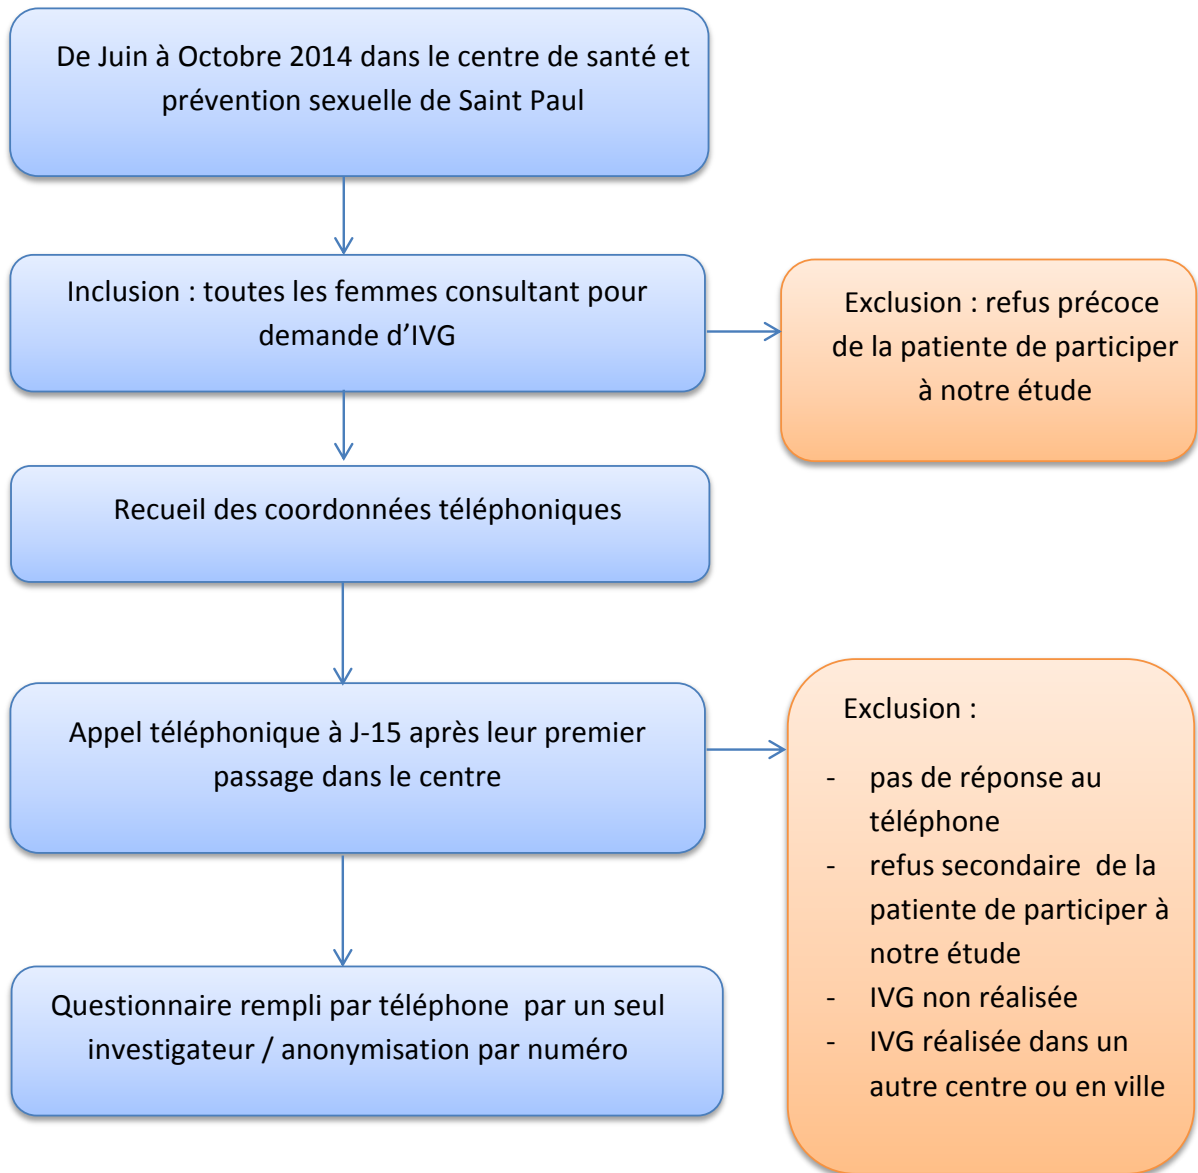 De Juin à Octobre 2014 dans le centre de santé et
prévention sexuelle de Saint Paul
Inclusion : toutes les femmes consultant pour
demande d’IVG
Exclusion : refus précoce
de la patiente de participer
à notre étude
Recueil des coordonnées téléphoniques
Appel téléphonique à J-15 après leur premier
passage dans le centre
Exclusion :
- pas de réponse au
téléphone
- refus secondaire de la
patiente de participer à
notre étude
- IVG non réalisée
- IVG réalisée dans un
autre centre ou en ville
Questionnaire rempli par téléphone par un seul
investigateur / anonymisation par numéro